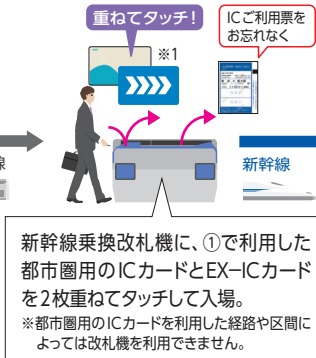 重ねてタッチ!
ICご利用票を
お忘れなく
※1
線
新幹線
新幹線乗換改札機に、①で利用した
都市圏用のICカードとEX-ICカード
を2枚重ねてタッチして入場。
※都市圏用のICカードを利用した経路や区間に
よっては改札機を利用できません。